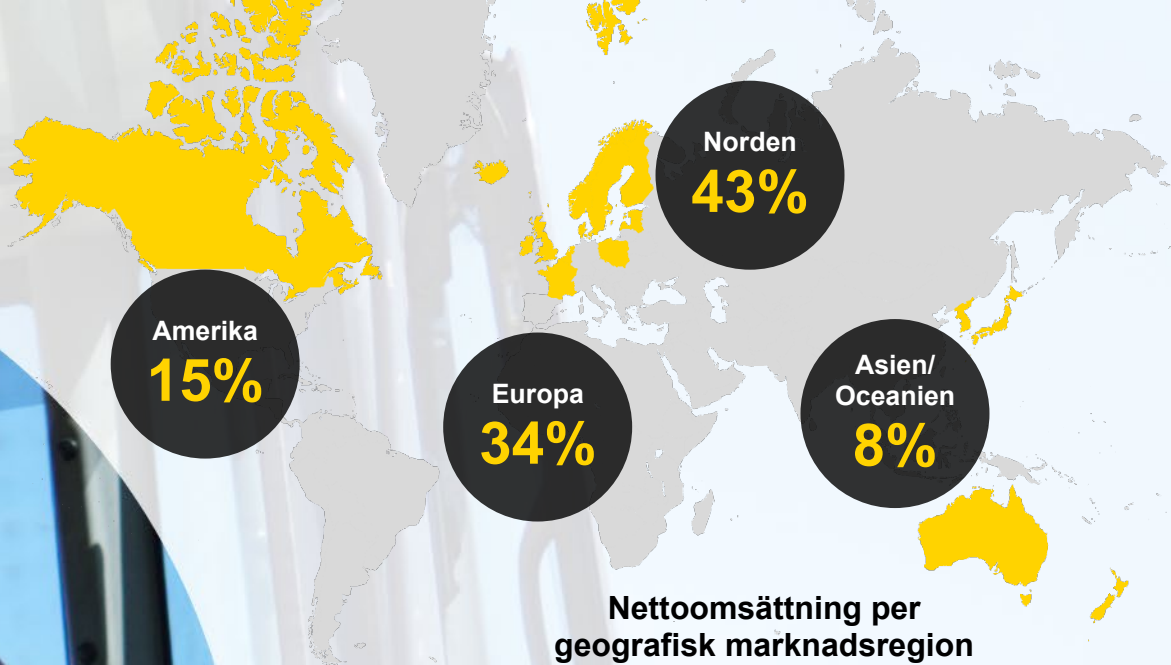 Norden
43%
Amerika
15%
Europa
34%
Asien/
Oceanien
8%
Nettoomsättning per
geografisk marknadsregion